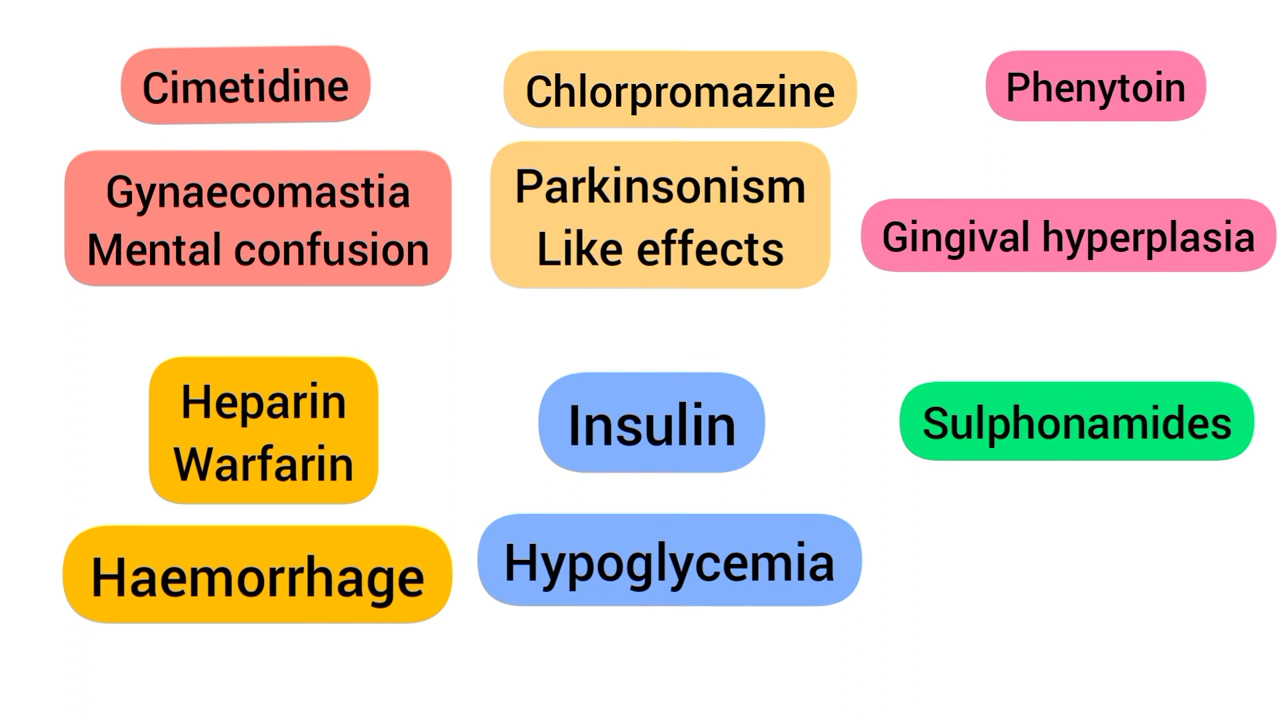 Cimetidine
Gynaecomastia
Mental confusion
Chlorpromazine
Parkinsonism
Like effects
Phenytoin
Gingival hyperplasia
Heparin
Warfarin
Haemorrhage
Insulin
Hypoglycemia
Sulphonamides